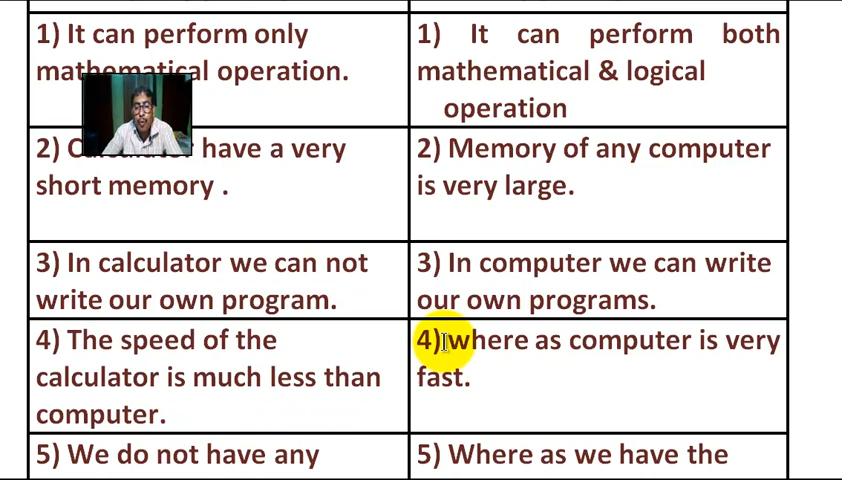 1) It can perform only
mathematical operation.
1) It can perform both
mathematical & logical
operation
2) Calculator have a very
short memory .
2) Memory of any computer
is very large.
3) In calculator we can not
write our own program.
3) In computer we can write
our own programs.
4) The speed of the
calculator is much less than
computer.
4) where as computer is very
fast.
5) We do not have any
5) Where as we have the